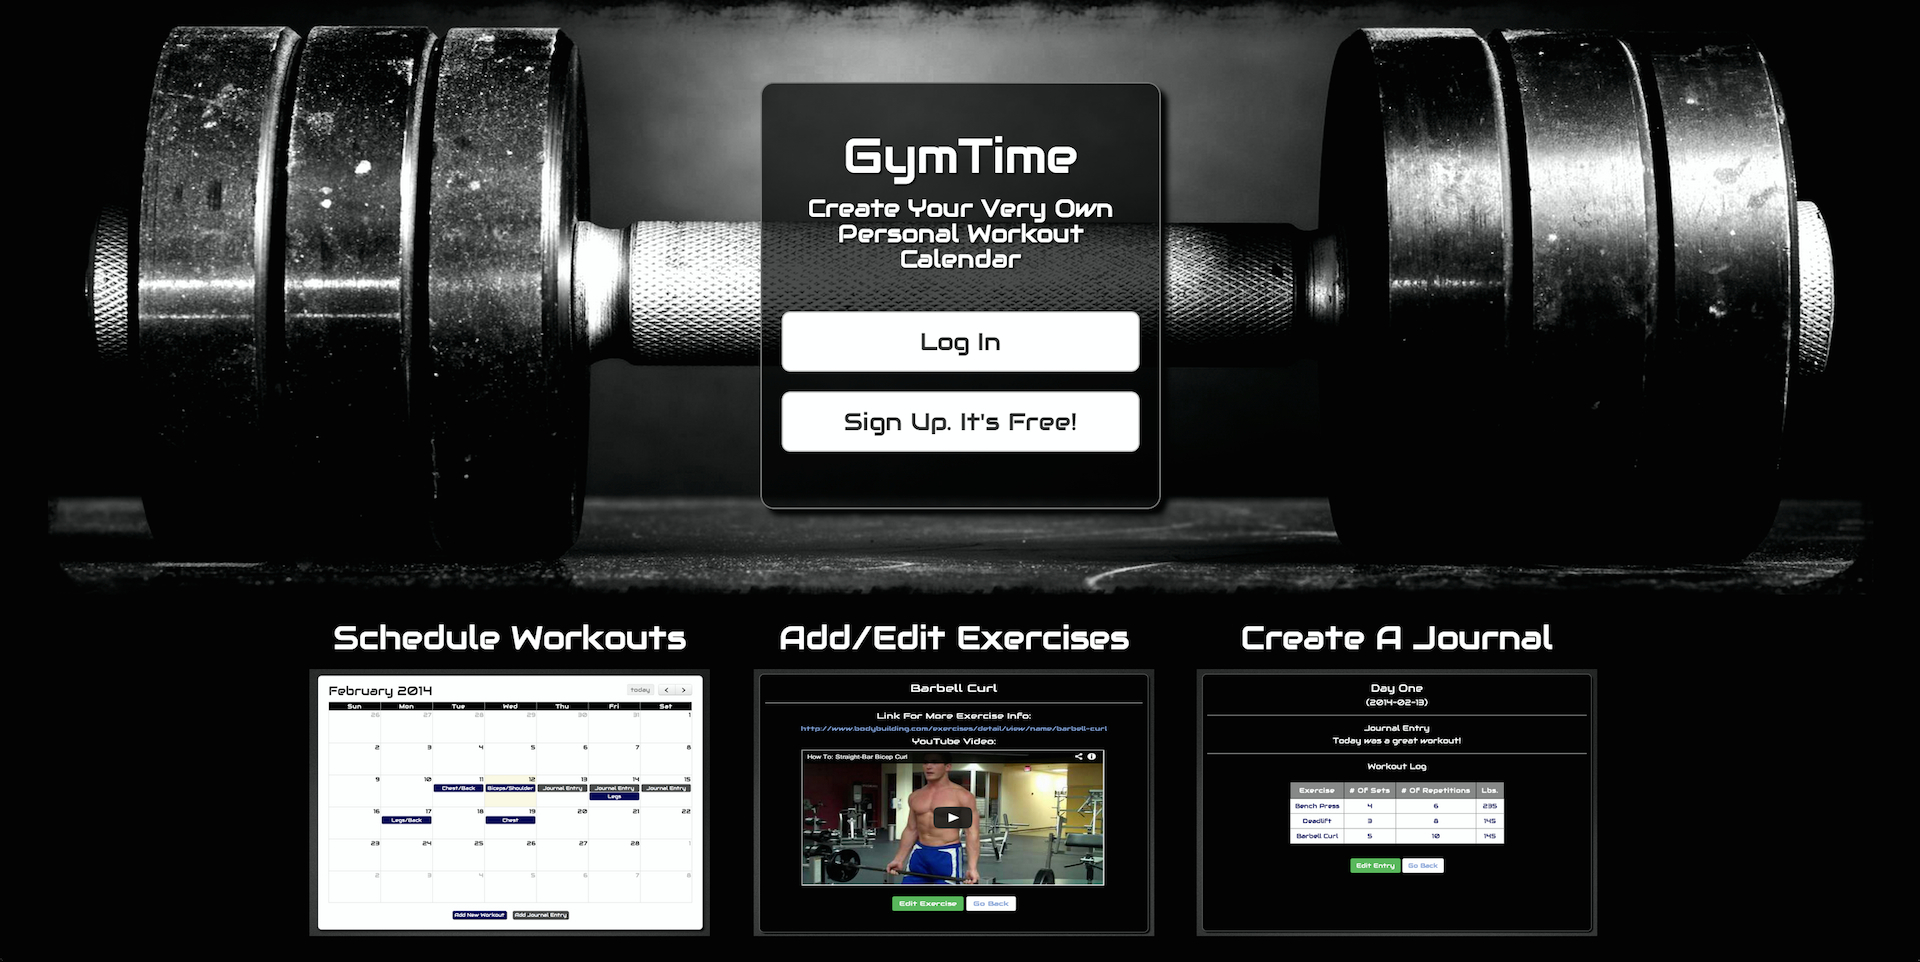 GymTime
Create Your Very Own
Personal Workout
Calendar
Log In
Sign Up. It's Free!
Schedule Workouts
February 2014
today < >
Sun Mon Tue Wed Thu Fri Sat
26 27 28 29 30 31 1
2 3 4 5 6 7 8
9 10 11 12 13 14 15
Chest/Back Biceps/Shoulder Journal Entry Journal Entry Journal Entry
Legs
16 17 18 19 20 21 22
Legs/Back Chest
23 24 25 26 27 28 1
2 3 4 5 6 7 8
Add New Workout Add Journal Entry
Add/Edit Exercises
Barbell Curl
Link For More Exercise Info:
http://www.bodybuilding.com/exercises/detail/view/name/barbell-curl
YouTube Video:
How To: Straight-Bar Bicep Curl
Edit Exercise Go Back
Create A Journal
Day One
(2014-02-13)
Journal Entry
Today was a great workout!
Workout Log
Exercise # Of Sets # Of Repetitions Lbs.
Bench Press 4 6 235
Deadlift 3 8 145
Barbell Curl 5 10 145
Edit Entry Go Back